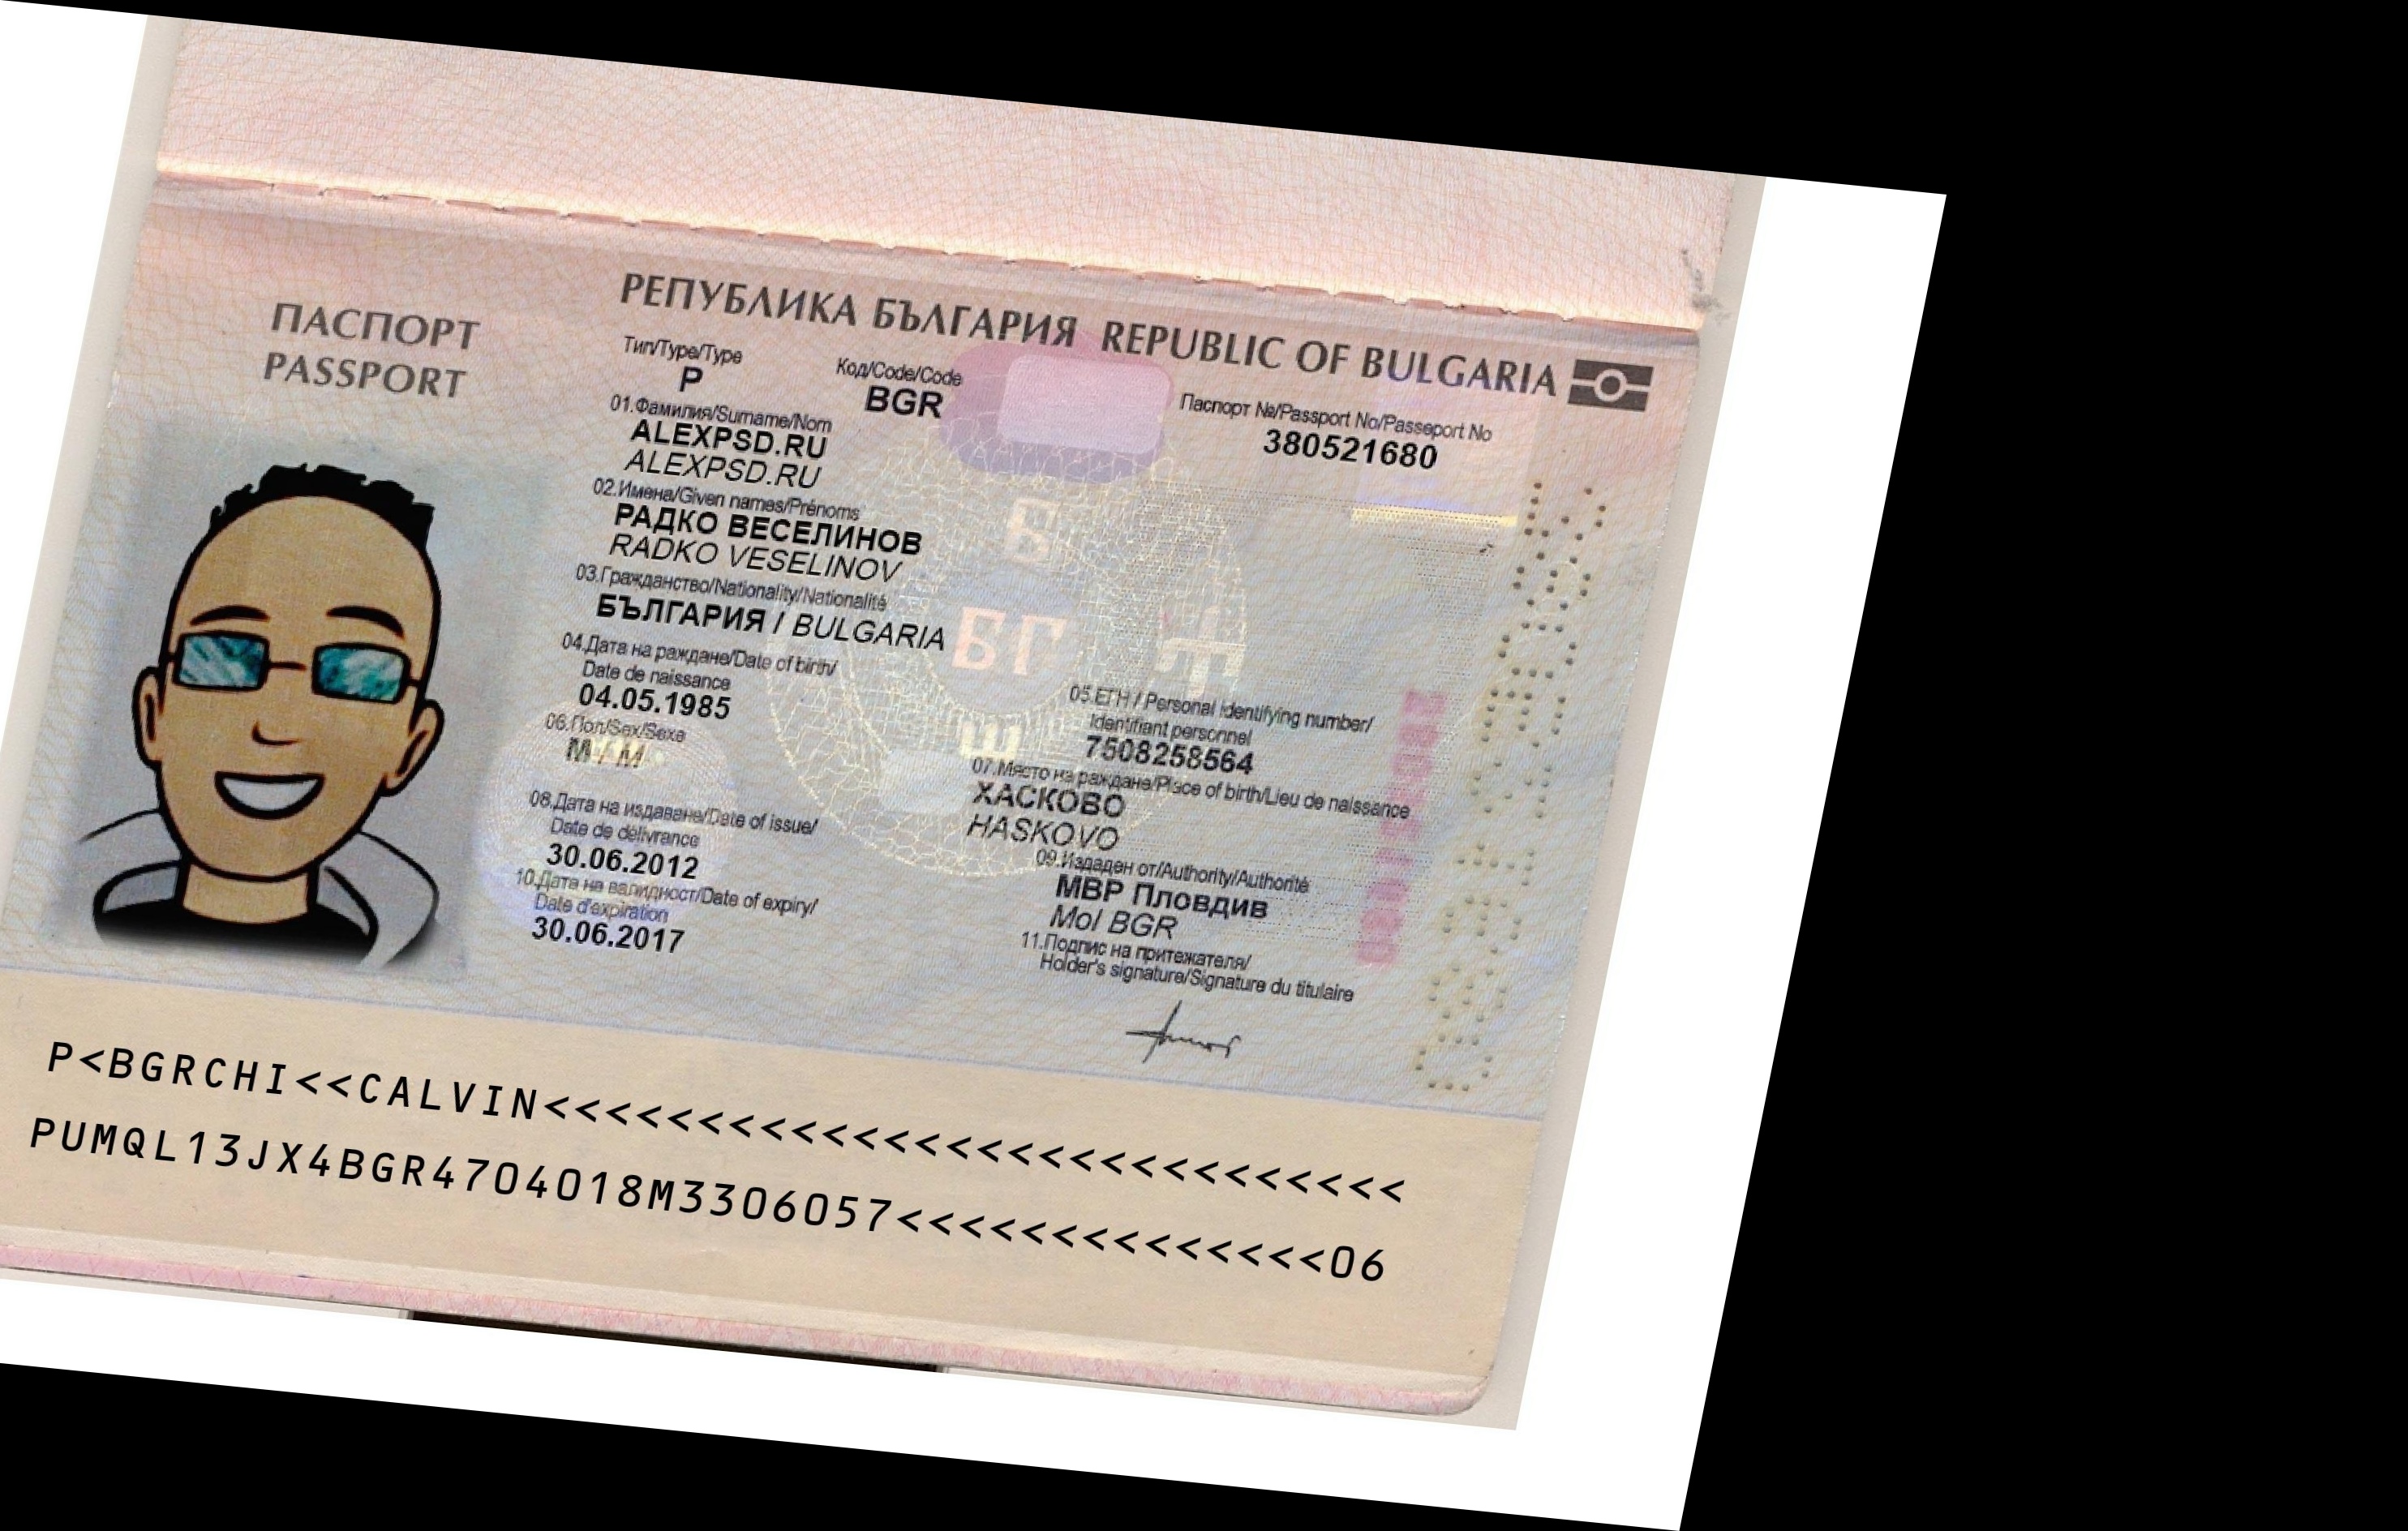 РЕПУБЛИКА БЪЛГАРИЯ REPUBLIC OF BULGARIA
ПАСПОРТ
PASSPORT
Тип/Type/Type
P
Код/Code/Code
BGR
Паспорт №/Passport No/Passeport No
380521680
01.Фамилия/Surname/Nom
ALEXPSD.RU
ALEXPSD.RU
02.Имена/Given names/Prénoms
РАДКО ВЕСЕЛИНОВ
RADKO VESELINOV
03.Гражданство/Nationality/Nationalité
БЪЛГАРИЯ / BULGARIA
04.Дата на раждане/Date of birth/
Date de naissance
04.05.1985
05.ЕГН / Personal identifying number/
Identifiant personnel
7508258564
06.Пол/Sex/Sexe
М / M
07.Място на раждане/Place of birth/Lieu de naissance
ХАСКОВО
HASKOVO
08.Дата на издаване/Date of issue/
Date de délivrance
30.06.2012
09.Издаден от/Authority/Authorité
МВР Пловдив
MoI BGR
10.Дата на валидност/Date of expiry/
Date d'expiration
30.06.2017
11.Подпис на притежателя/
Holder's signature/Signature du titulaire
P<BGRCHI<<CALVIN<<<<<<<<<<<<<<<<<<<<<<<<<<<<
PUMQL13JX4BGR4704018M3306057<<<<<<<<<<<<<<06